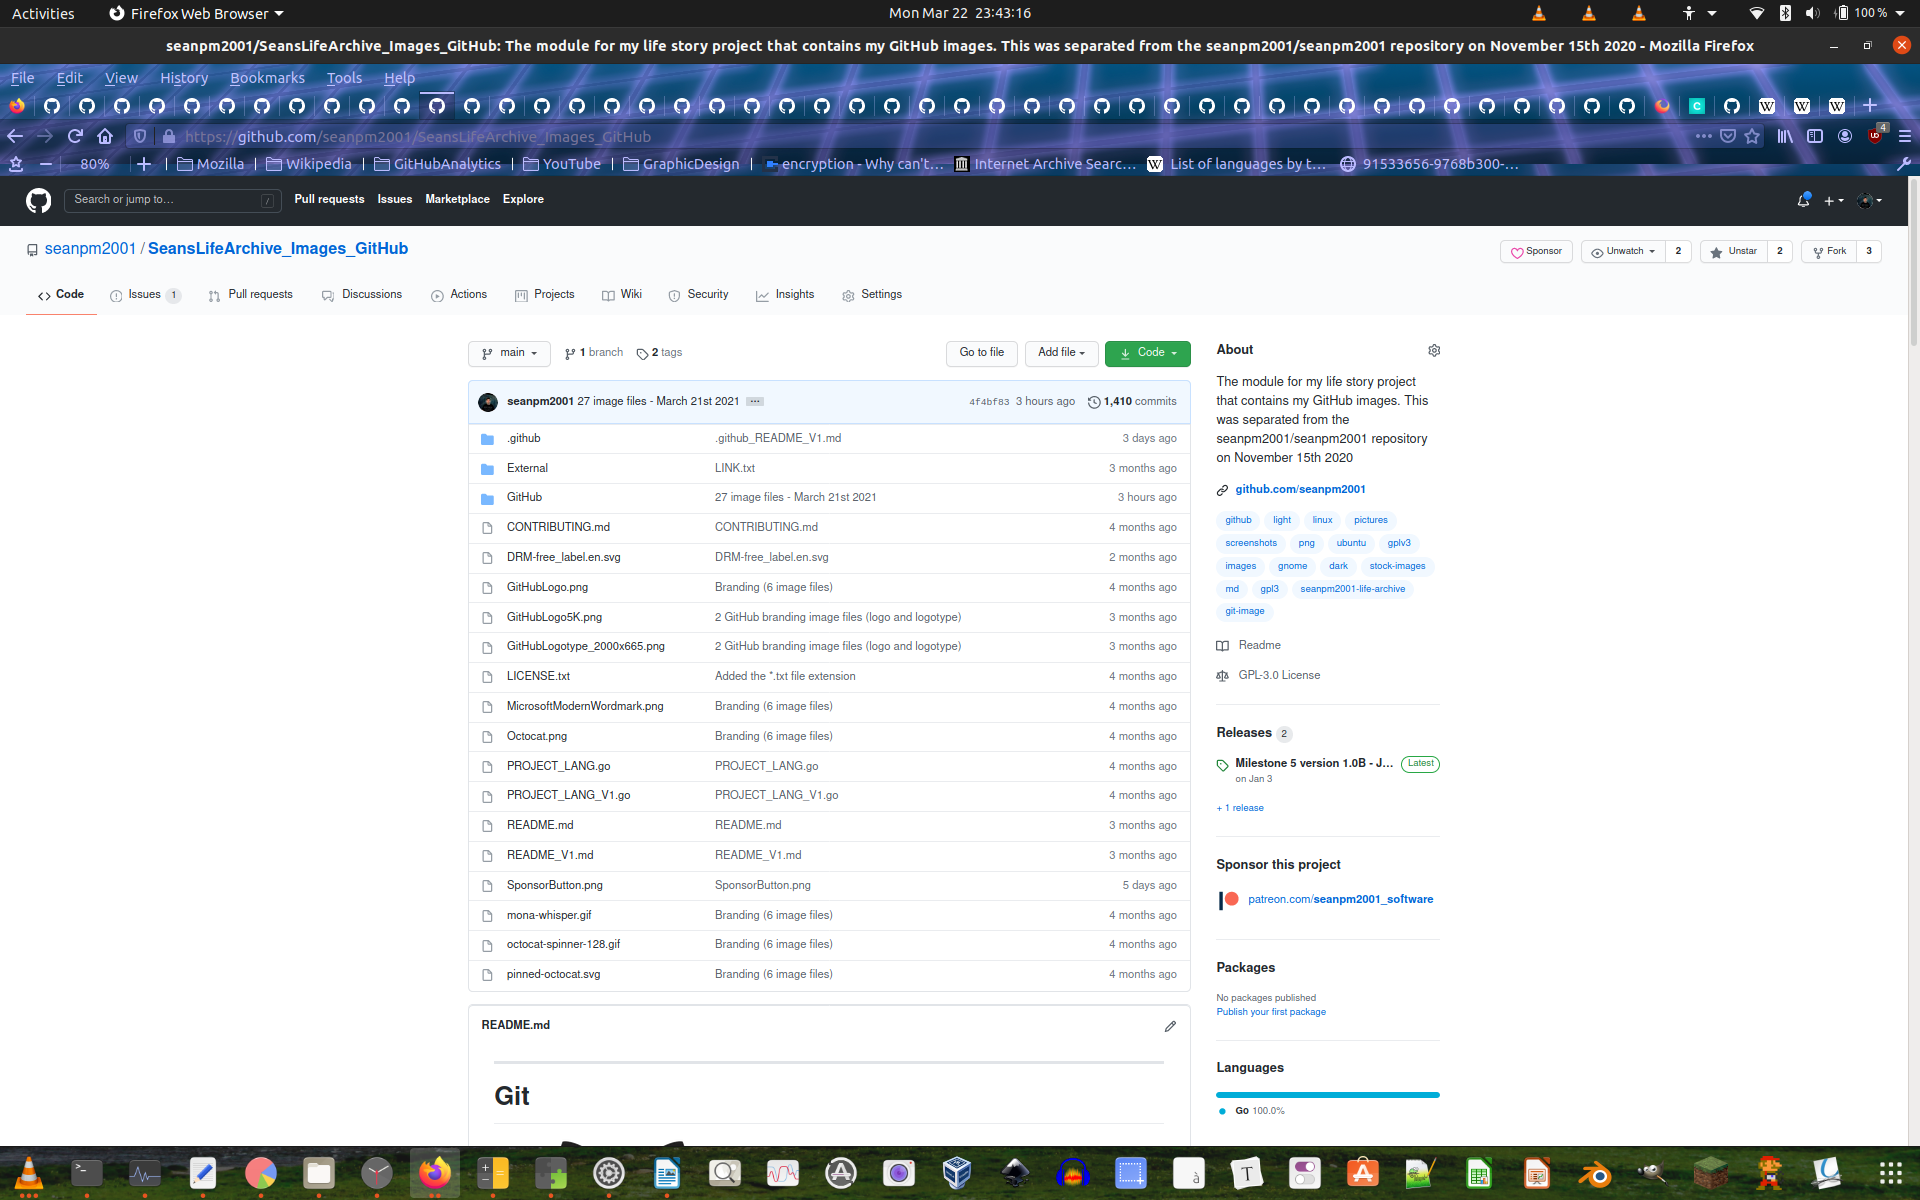 Activities Firefox Web Browser Mon Mar 22 23:43:16 100 %
seanpm2001/SeansLifeArchive_Images_GitHub: The module for my life story project that contains my GitHub images. This was separated from the seanpm2001/seanpm2001 repository on November 15th 2020 - Mozilla Firefox
File Edit View History Bookmarks Tools Help
https://github.com/seanpm2001/SeansLifeArchive_Images_GitHub 4
80% Mozilla Wikipedia GitHubAnalytics YouTube GraphicDesign encryption - Why can't… Internet Archive Searc… List of languages by t… 91533656-9768b300-…
Search or jump to… / Pull requests Issues Marketplace Explore
seanpm2001 / SeansLifeArchive_Images_GitHub Sponsor Unwatch 2 Unstar 2 Fork 3
Code Issues 1 Pull requests Discussions Actions Projects Wiki Security Insights Settings
main 1 branch 2 tags Go to file Add file Code
seanpm2001 27 image files - March 21st 2021 4f4bf83 3 hours ago 1,410 commits
.github .github_README_V1.md 3 days ago
External LINK.txt 3 months ago
GitHub 27 image files - March 21st 2021 3 hours ago
CONTRIBUTING.md CONTRIBUTING.md 4 months ago
DRM-free_label.en.svg DRM-free_label.en.svg 2 months ago
GitHubLogo.png Branding (6 image files) 4 months ago
GitHubLogo5K.png 2 GitHub branding image files (logo and logotype) 3 months ago
GitHubLogotype_2000x665.png 2 GitHub branding image files (logo and logotype) 3 months ago
LICENSE.txt Added the *.txt file extension 4 months ago
MicrosoftModernWordmark.png Branding (6 image files) 4 months ago
Octocat.png Branding (6 image files) 4 months ago
PROJECT_LANG.go PROJECT_LANG.go 4 months ago
PROJECT_LANG_V1.go PROJECT_LANG_V1.go 4 months ago
README.md README.md 3 months ago
README_V1.md README_V1.md 3 months ago
SponsorButton.png SponsorButton.png 5 days ago
mona-whisper.gif Branding (6 image files) 4 months ago
octocat-spinner-128.gif Branding (6 image files) 4 months ago
pinned-octocat.svg Branding (6 image files) 4 months ago
README.md
Git
About
The module for my life story project
that contains my GitHub images. This
was separated from the
seanpm2001/seanpm2001 repository
on November 15th 2020
github.com/seanpm2001
github light linux pictures
screenshots png ubuntu gplv3
images gnome dark stock-images
md gpl3 seanpm2001-life-archive
git-image
Readme
GPL-3.0 License
Releases 2
Milestone 5 version 1.0B - J… Latest
on Jan 3
+ 1 release
Sponsor this project
patreon.com/seanpm2001_software
Packages
No packages published
Publish your first package
Languages
Go 100.0%